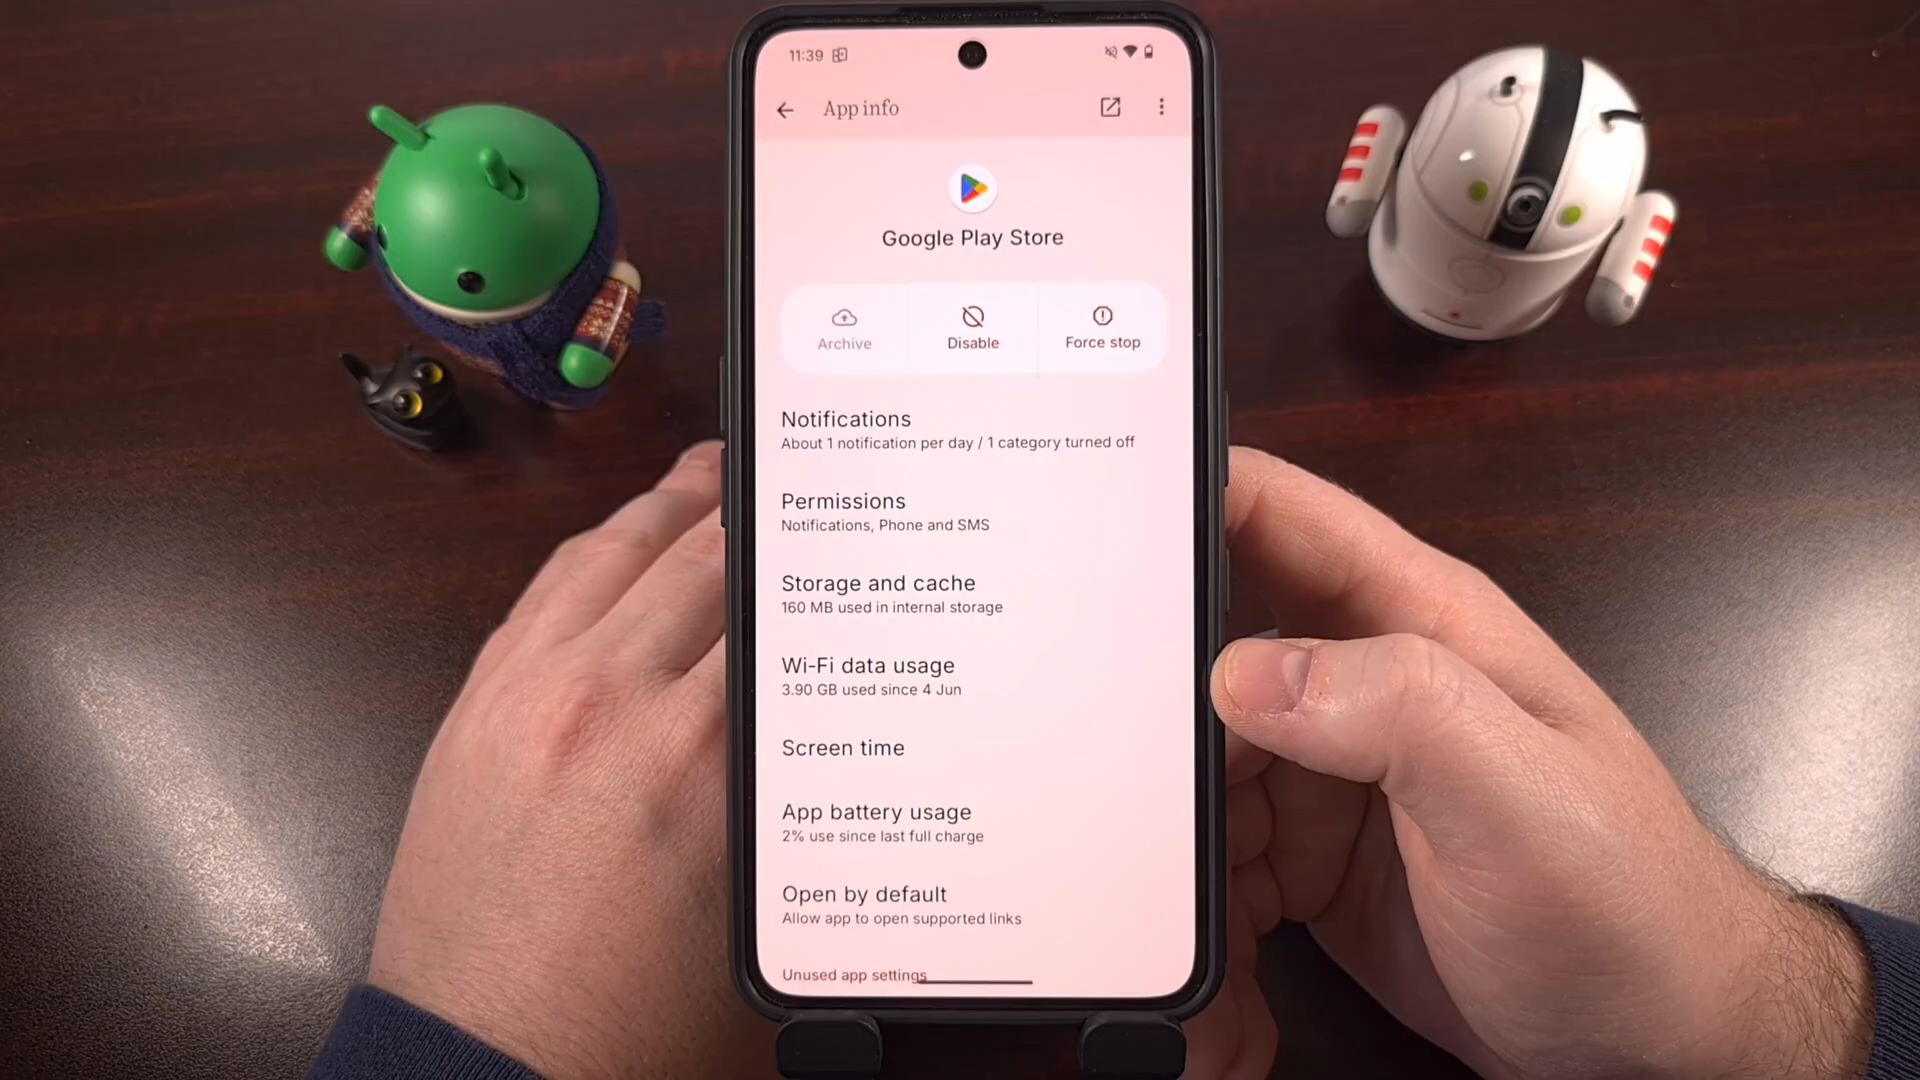 11:39
App info
Google Play Store
Archive
Disable
Force stop
Notifications
About 1 notification per day / 1 category turned off
Permissions
Notifications, Phone and SMS
Storage and cache
160 MB used in internal storage
Wi-Fi data usage
3.90 GB used since 4 Jun
Screen time
App battery usage
2% use since last full charge
Open by default
Allow app to open supported links
Unused app settings